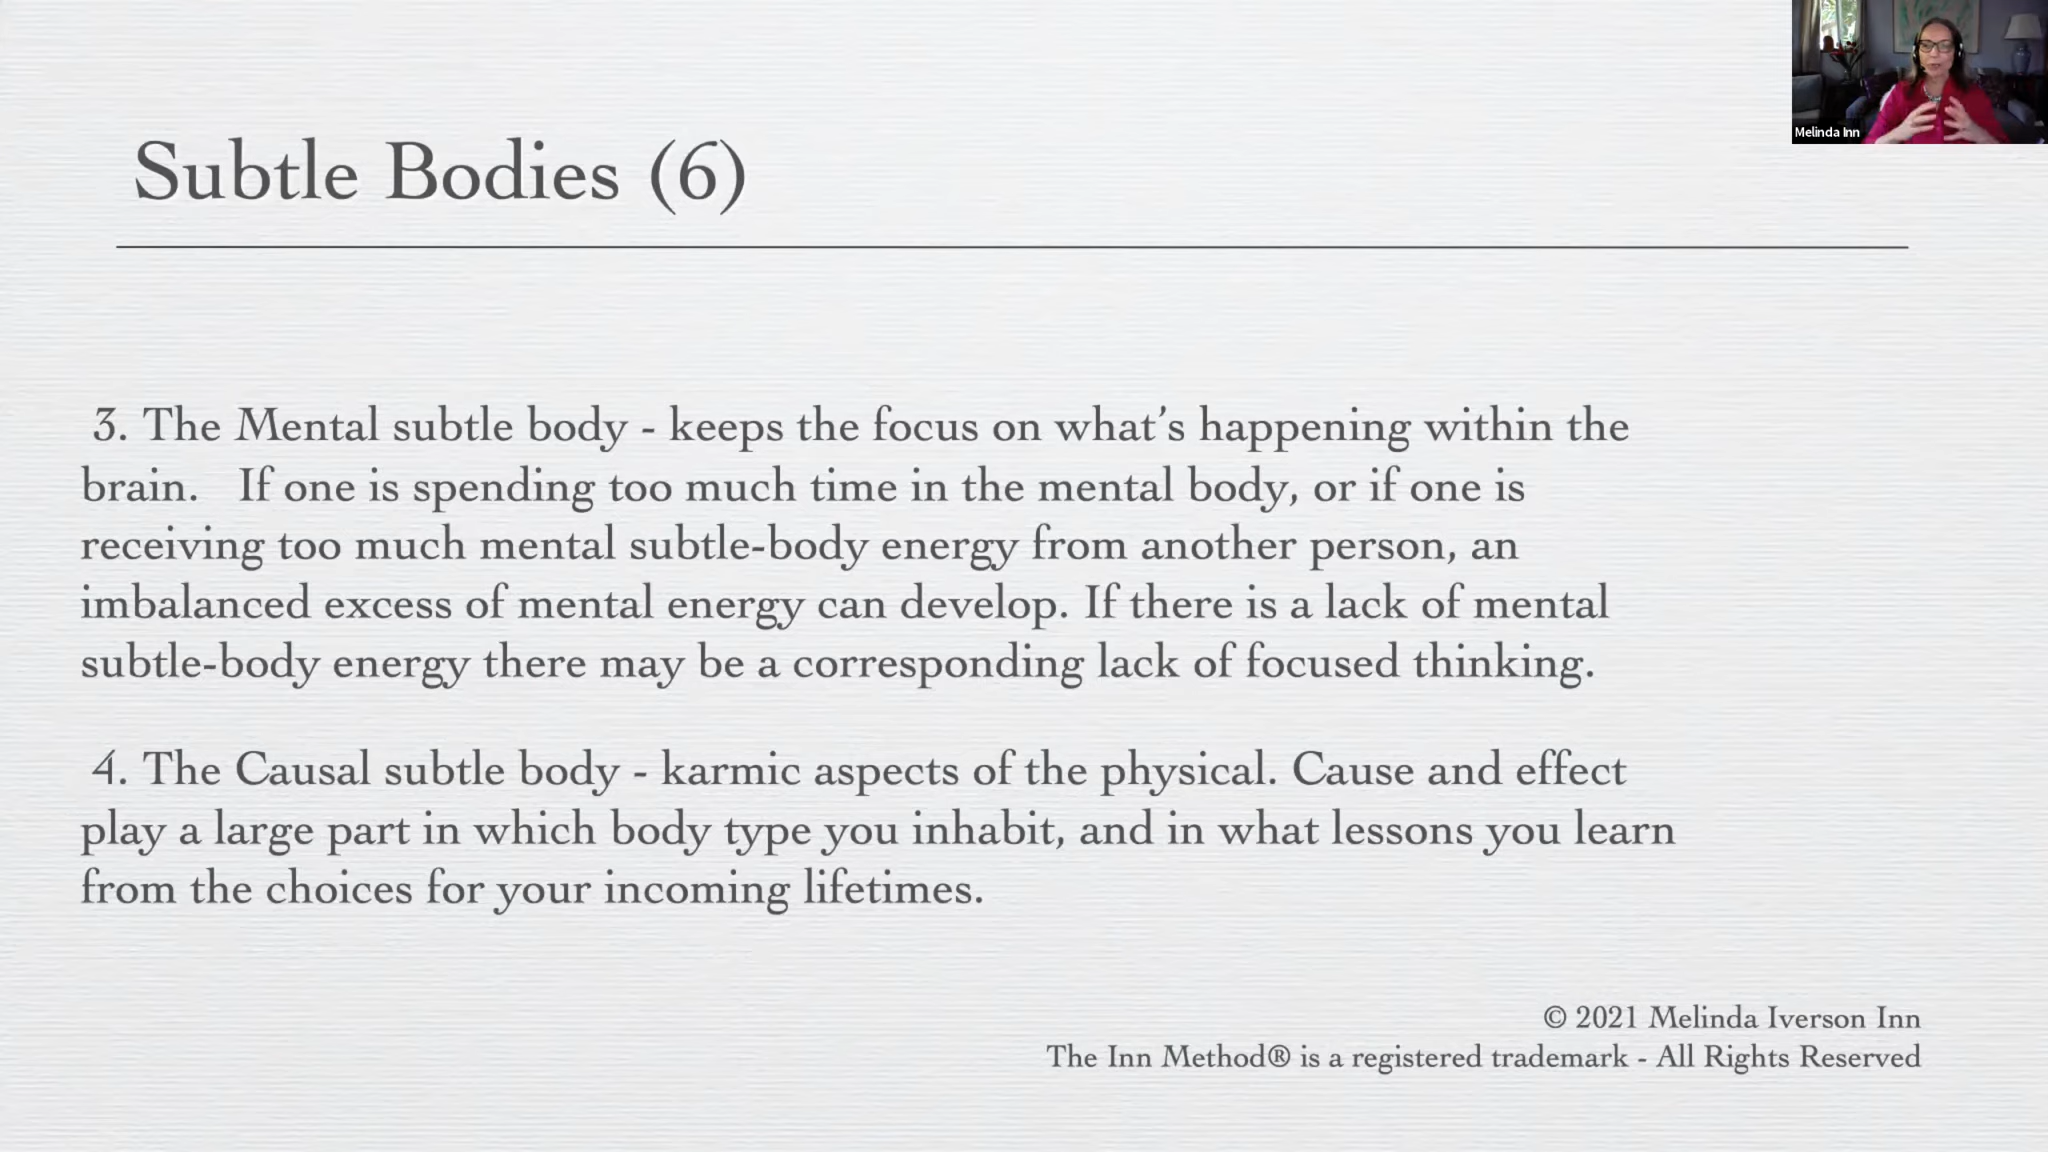 Melinda Inn
Subtle Bodies (6)
3. The Mental subtle body - keeps the focus on what's happening within the
brain.   If one is spending too much time in the mental body, or if one is
receiving too much mental subtle-body energy from another person, an
imbalanced excess of mental energy can develop. If there is a lack of mental
subtle-body energy there may be a corresponding lack of focused thinking.
4. The Causal subtle body - karmic aspects of the physical. Cause and effect
play a large part in which body type you inhabit, and in what lessons you learn
from the choices for your incoming lifetimes.
© 2021 Melinda Iverson Inn
The Inn Method® is a registered trademark - All Rights Reserved